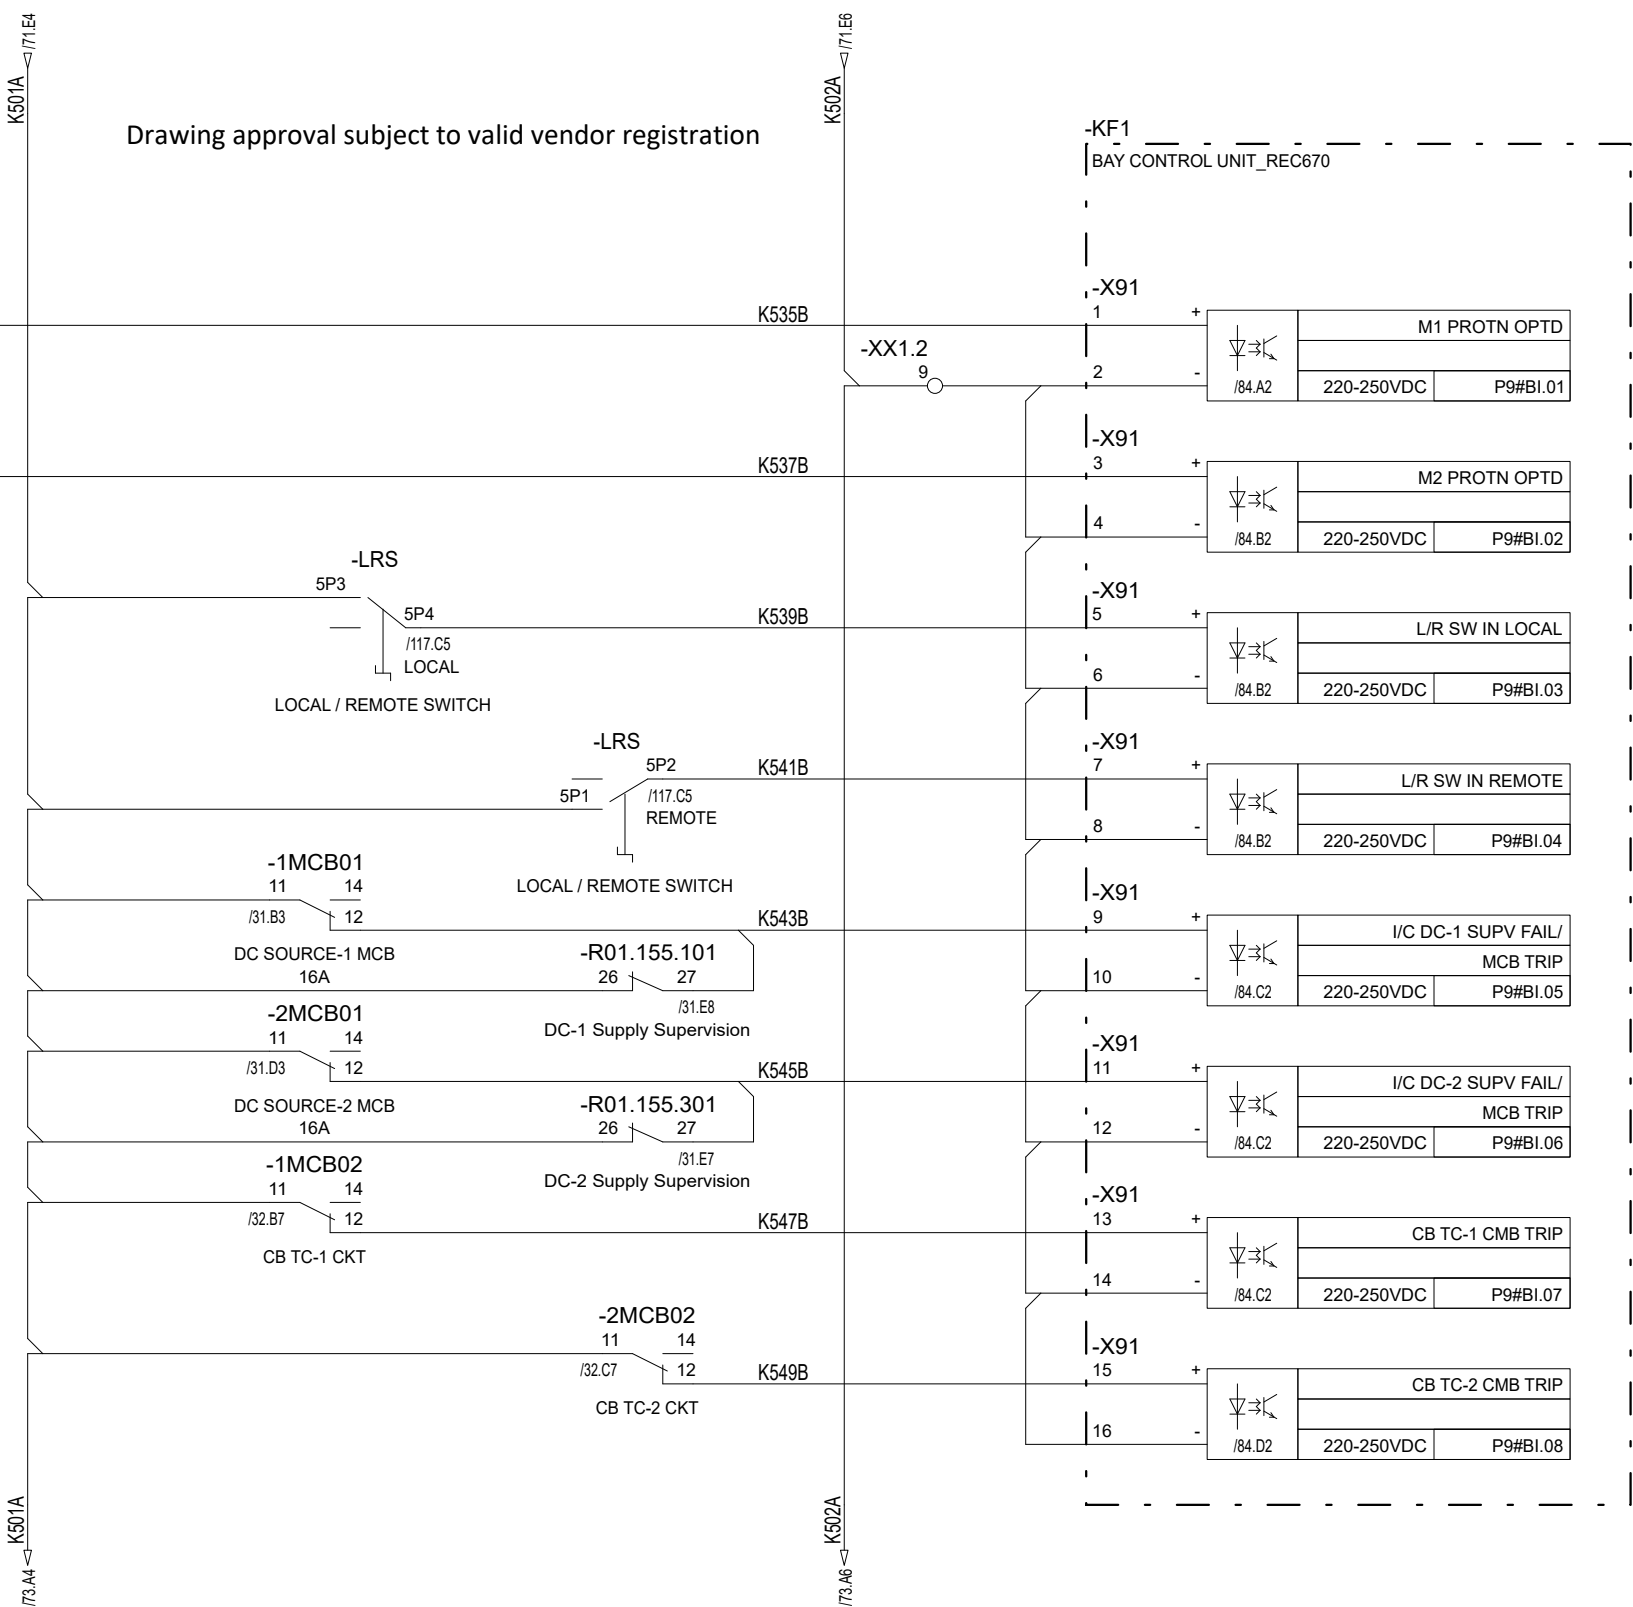 /71.E4
K501A
/71.E6
K502A
Drawing approval subject to valid vendor registration
-KF1
BAY CONTROL UNIT_REC670
-X91
K535B
1
+
M1 PROTN OPTD
-XX1.2
9
2
-
/84.A2
220-250VDC
P9#BI.01
-X91
K537B
3
+
M2 PROTN OPTD
4
-
/84.B2
220-250VDC
P9#BI.02
-LRS
5P3
5P4
/117.C5
LOCAL
LOCAL / REMOTE SWITCH
-X91
K539B
5
+
L/R SW IN LOCAL
6
-
/84.B2
220-250VDC
P9#BI.03
-LRS
5P2
5P1
/117.C5
REMOTE
LOCAL / REMOTE SWITCH
-X91
K541B
7
+
L/R SW IN REMOTE
8
-
/84.B2
220-250VDC
P9#BI.04
-1MCB01
11
14
/31.B3
12
DC SOURCE-1 MCB
16A
-X91
K543B
9
+
I/C DC-1 SUPV FAIL/
MCB TRIP
-R01.155.101
26
27
/31.E8
DC-1 Supply Supervision
10
-
/84.C2
220-250VDC
P9#BI.05
-2MCB01
11
14
/31.D3
12
DC SOURCE-2 MCB
16A
-X91
K545B
11
+
I/C DC-2 SUPV FAIL/
MCB TRIP
-R01.155.301
26
27
/31.E7
DC-2 Supply Supervision
12
-
/84.C2
220-250VDC
P9#BI.06
-1MCB02
11
14
/32.B7
12
CB TC-1 CKT
-X91
K547B
13
+
CB TC-1 CMB TRIP
14
-
/84.C2
220-250VDC
P9#BI.07
-2MCB02
11
14
/32.C7
12
CB TC-2 CKT
-X91
K549B
15
+
CB TC-2 CMB TRIP
16
-
/84.D2
220-250VDC
P9#BI.08
K501A
/73.A4
K502A
/73.A6